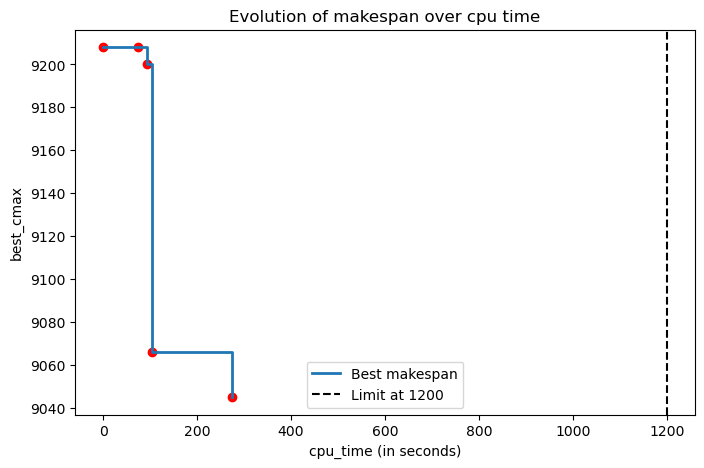 Evolution of makespan over cpu time
best_cmax
9200
9180
9160
9140
9120
9100
9080
9060
9040
0 200 400 600 800 1000 1200
cpu_time (in seconds)
Best makespan
Limit at 1200